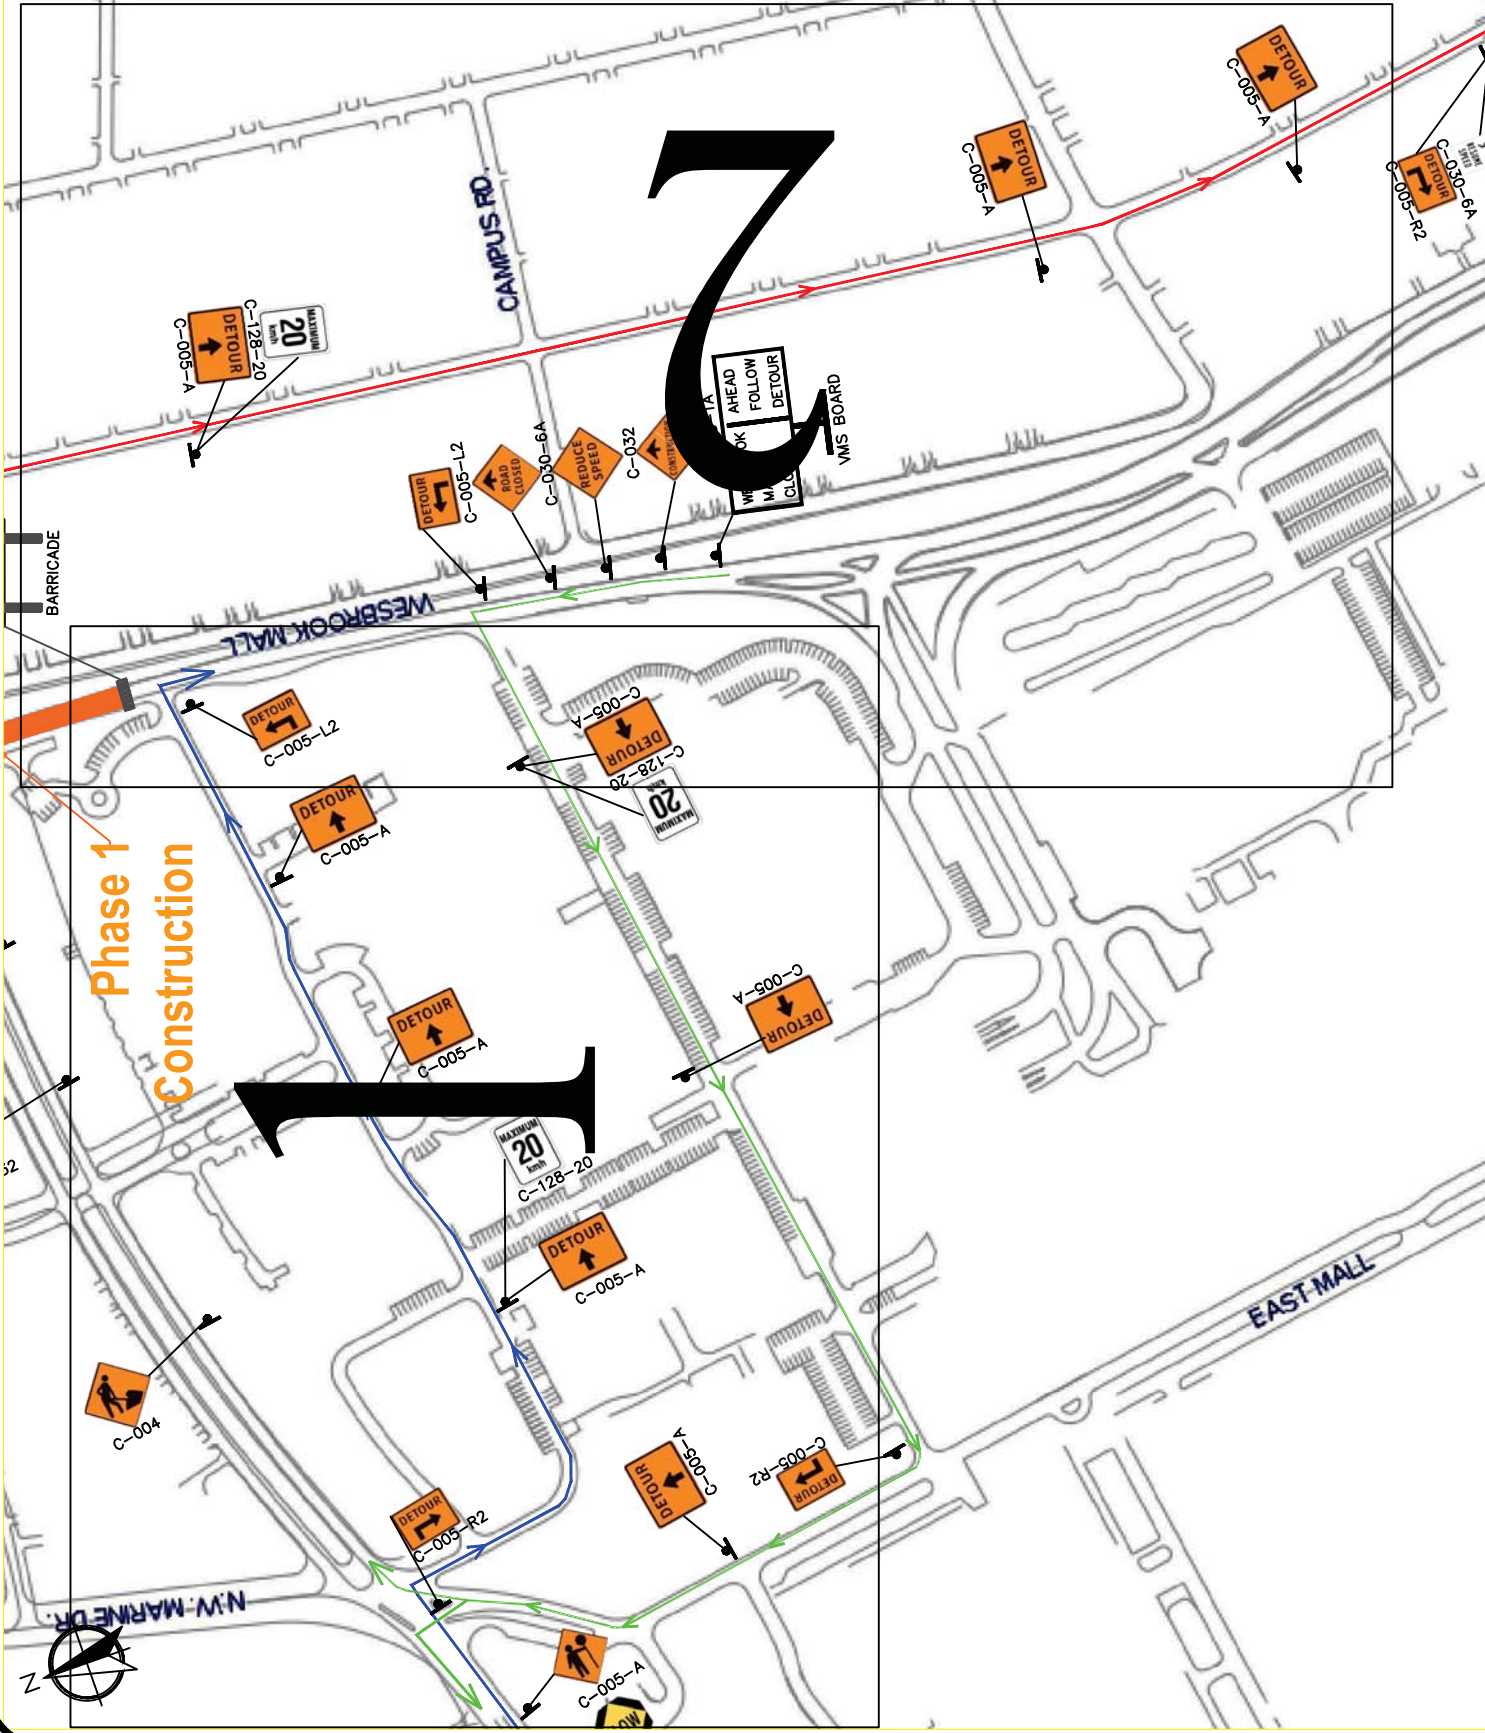 DETOUR
C-005-A
DETOUR
C-005-A
C-030-6A
DETOUR
C-005-R2
CAMPUS RD.
2
MAXIMUM
20
km/h
C-128-20
DETOUR
C-005-A
AHEAD
FOLLOW
DETOUR
VMS BOARD
C-032
REDUCE
SPEED
C-030-6A
ROAD
CLOSED
C-005-L2
DETOUR
BARRICADE
WESBROOK MALL
DETOUR
C-005-L2
C-005-A
DETOUR
C-128-20
MAXIMUM
20
km/h
DETOUR
C-005-A
Phase 1
Construction
DETOUR
C-005-A
C-005-A
DETOUR
1
MAXIMUM
20
km/h
C-128-20
DETOUR
C-005-A
EAST MALL
C-004
DETOUR
C-005-A
C-005-R2
DETOUR
DETOUR
C-005-R2
N.W. MARINE DR.
N
C-005-A